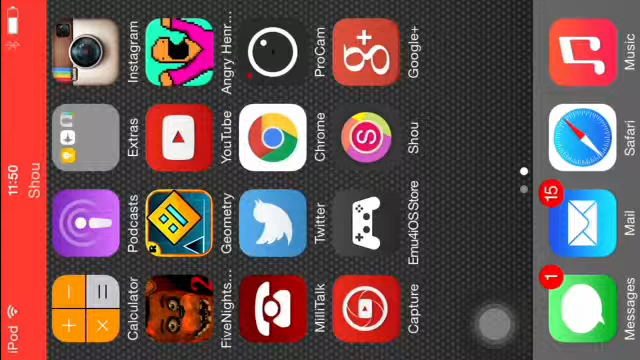 iPod 11:50
Shou
Calculator Podcasts Extras Instagram
FiveNights... Geometry YouTube Angry Henr...
MilliTalk Twitter Chrome ProCam
Capture Emu4iOSStore Shou Google+
1 15
Messages Mail Safari Music